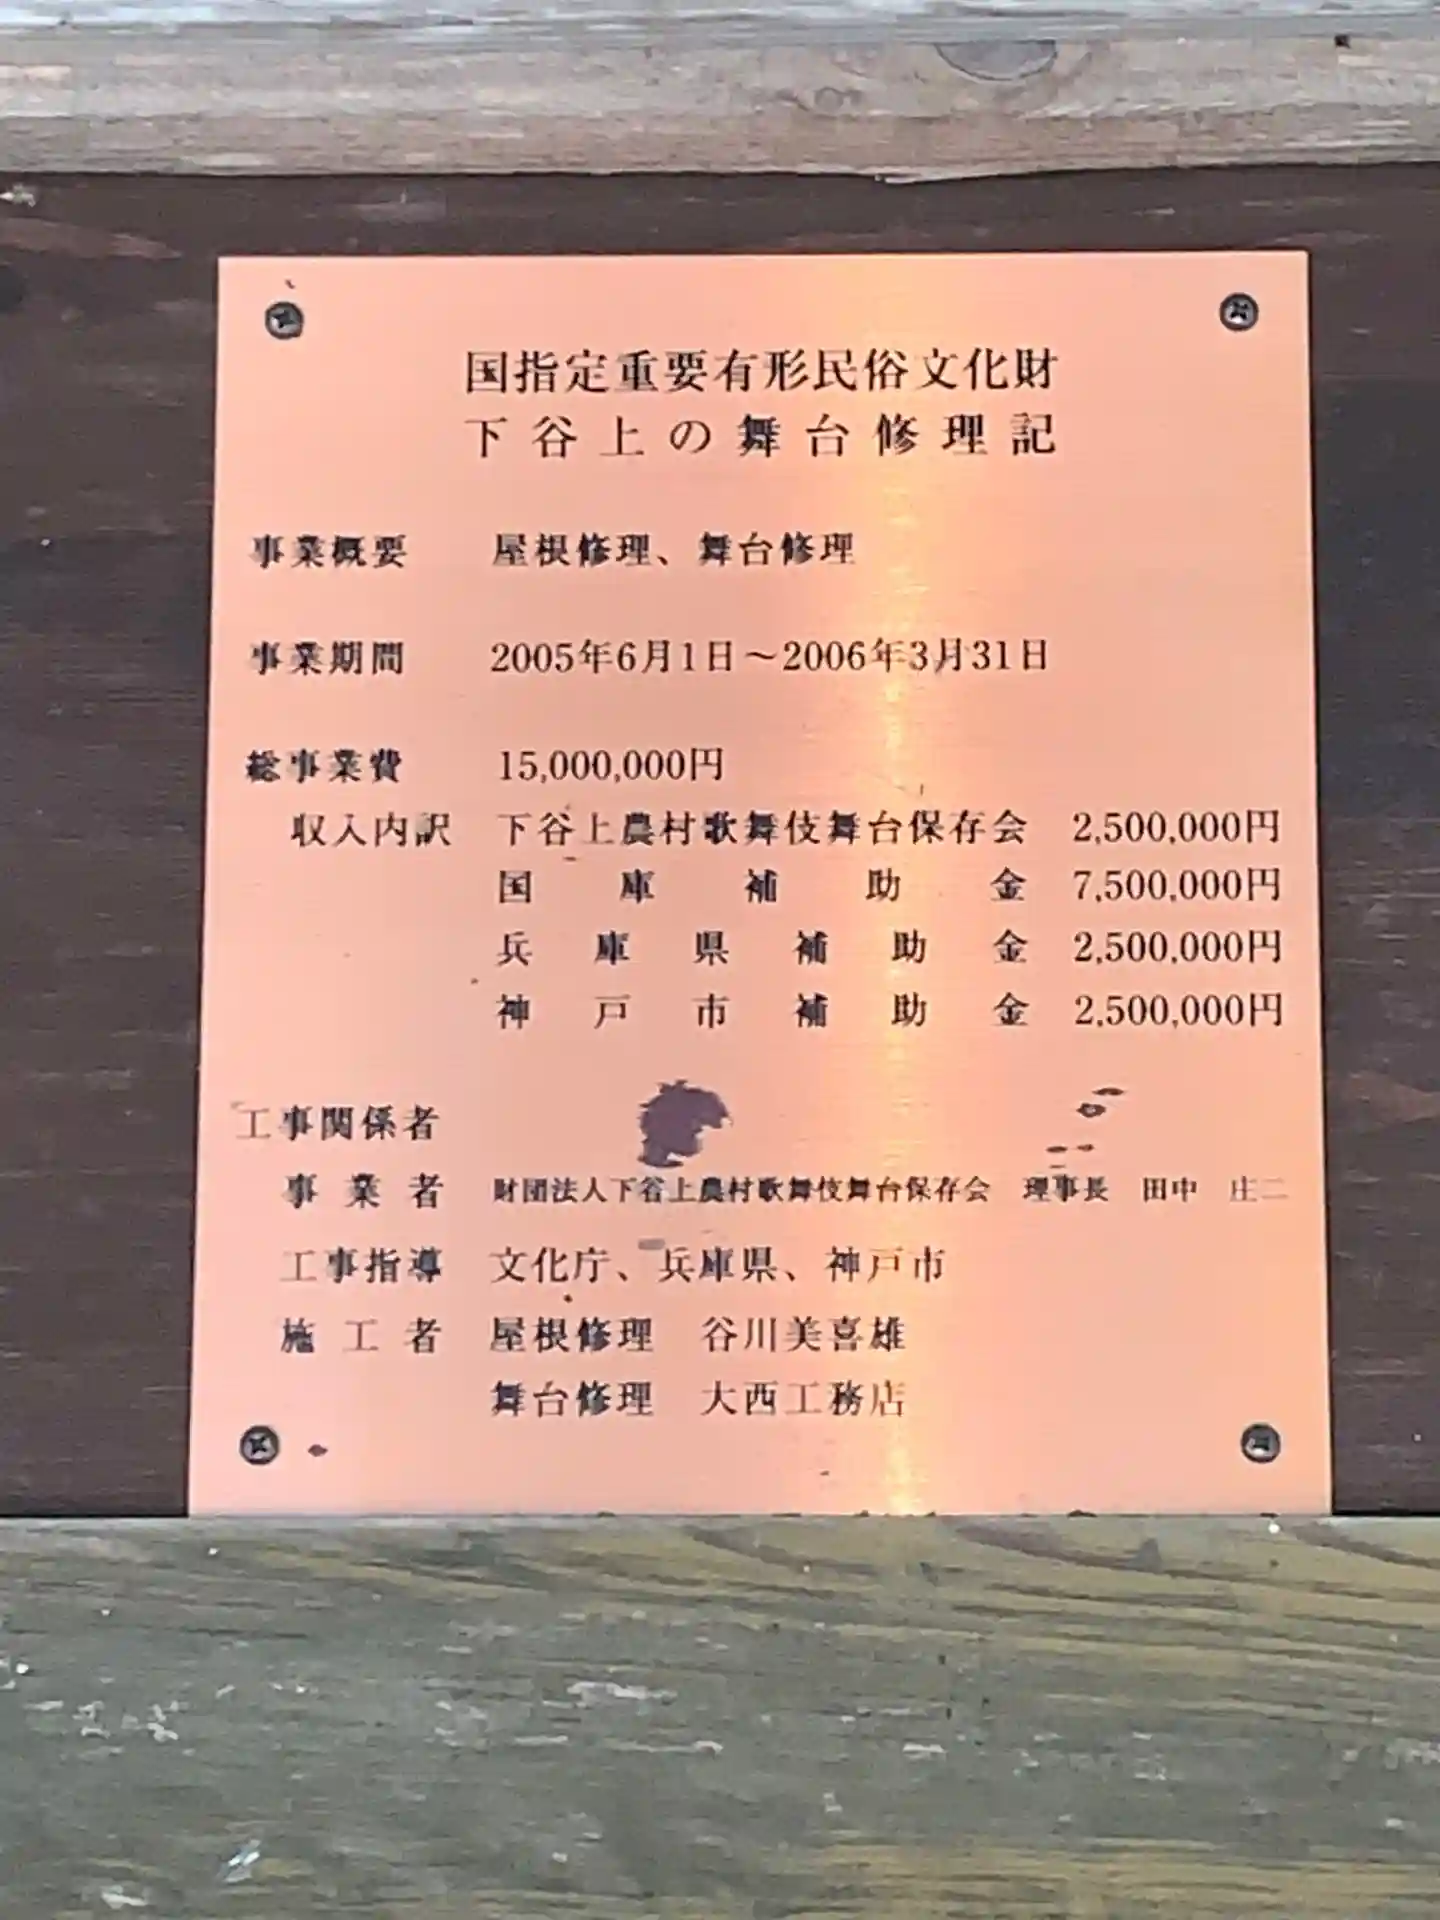 国指定重要有形民俗文化財
下谷上の舞台修理記
事業概要 屋根修理、舞台修理
事業期間 2005年6月1日～2006年3月31日
総事業費 15,000,000円
収入内訳 下谷上農村歌舞伎舞台保存会 2,500,000円
国庫補助金 7,500,000円
兵庫県補助金 2,500,000円
神戸市補助金 2,500,000円
工事関係者
事業者 財団法人下谷上農村歌舞伎舞台保存会 理事長 田中 庄二
工事指導 文化庁、兵庫県、神戸市
施工者 屋根修理 谷川美喜雄
舞台修理 大西工務店